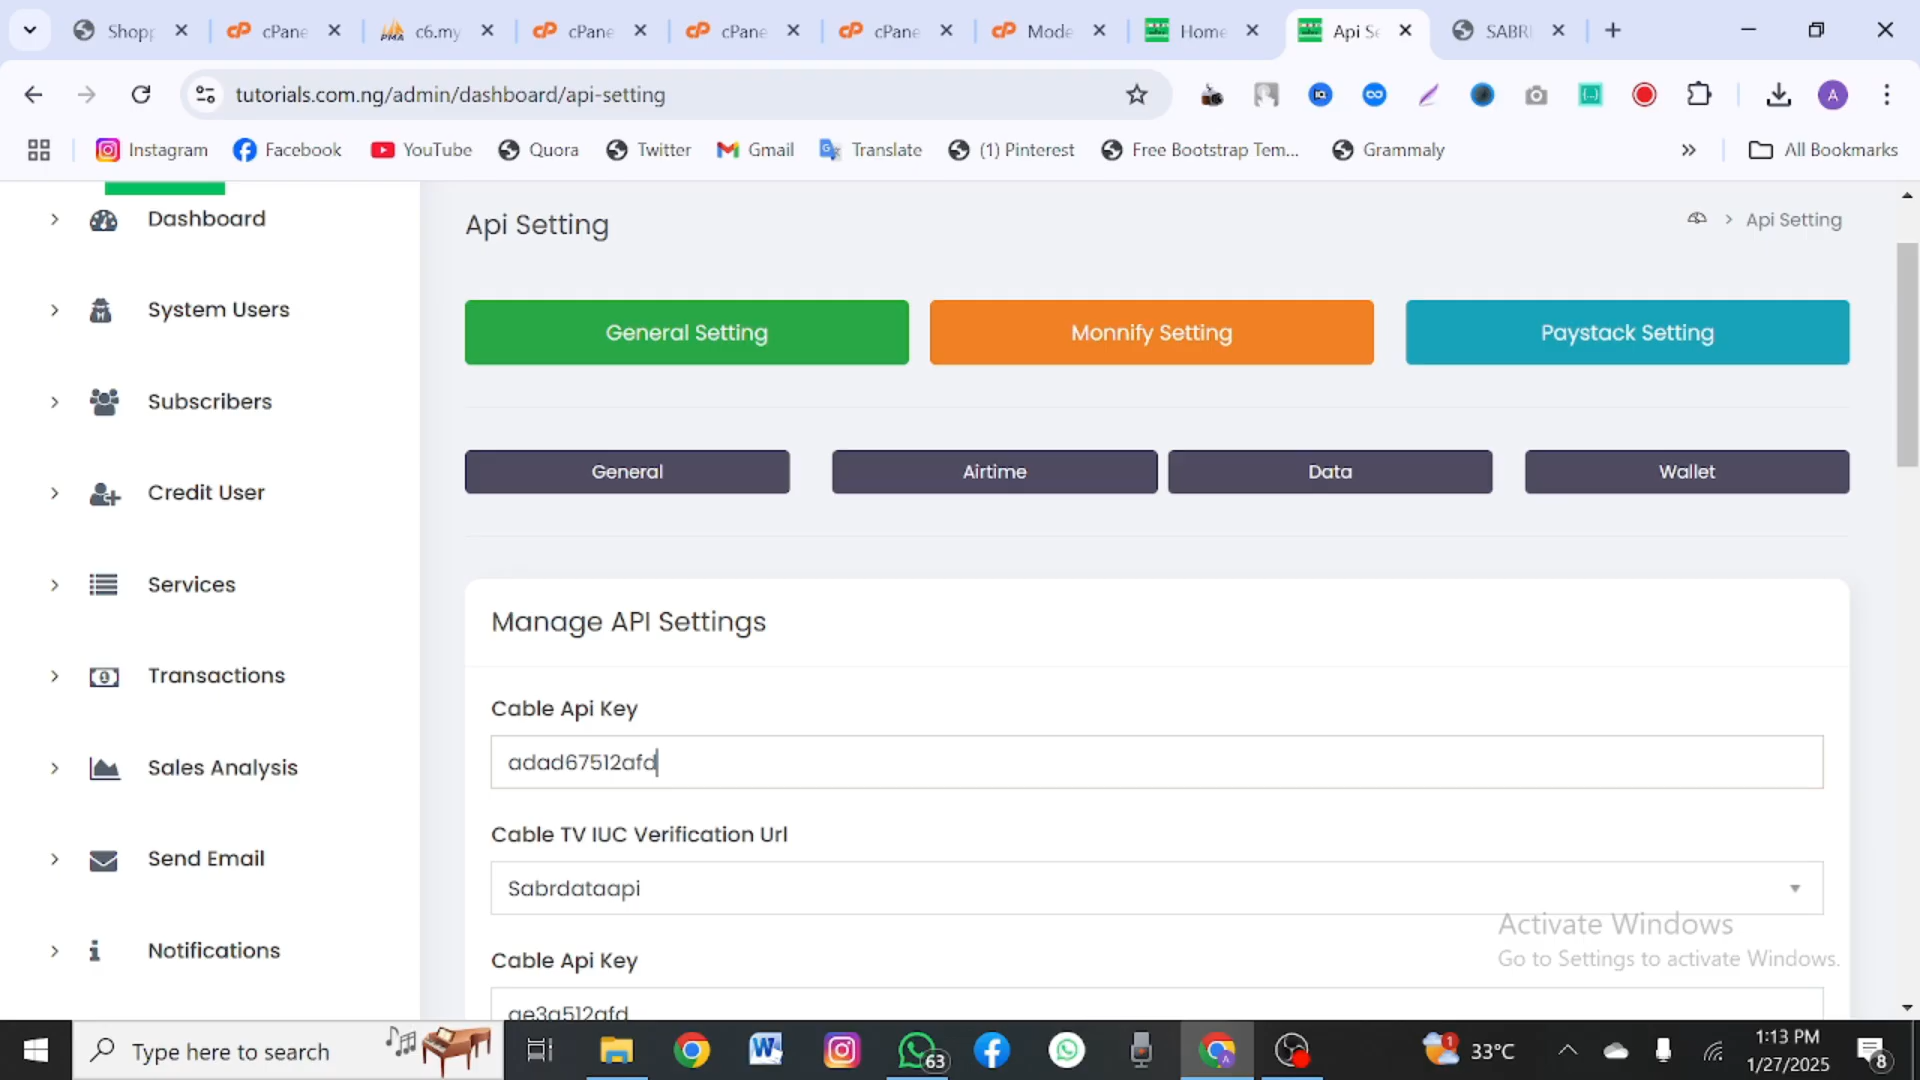 Shopp
cPane
c6.my
cPane
cPane
cPane
Mode
Home
Api Se
SABRI
tutorials.com.ng/admin/dashboard/api-setting
A
Instagram
Facebook
YouTube
Quora
Twitter
Gmail
Translate
(1) Pinterest
Free Bootstrap Tem...
Grammaly
All Bookmarks
Dashboard
System Users
Subscribers
Credit User
Services
Transactions
Sales Analysis
Send Email
Notifications
Api Setting
Api Setting
General Setting
Monnify Setting
Paystack Setting
General
Airtime
Data
Wallet
Manage API Settings
Cable Api Key
adad67512afd
Cable TV IUC Verification Url
Sabrdataapi
Cable Api Key
ae3a512afd
Activate Windows
Go to Settings to activate Windows.
Type here to search
63
1
33°C
1:13 PM
1/27/2025
8